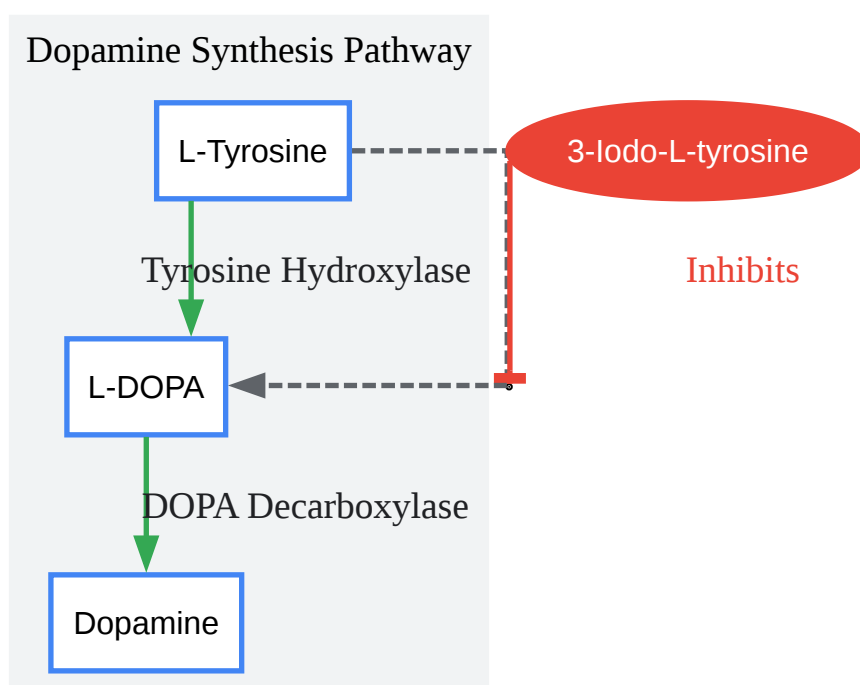 Dopamine Synthesis Pathway
L-Tyrosine
3-Iodo-L-tyrosine
Tyrosine Hydroxylase
Inhibits
L-DOPA
DOPA Decarboxylase
Dopamine